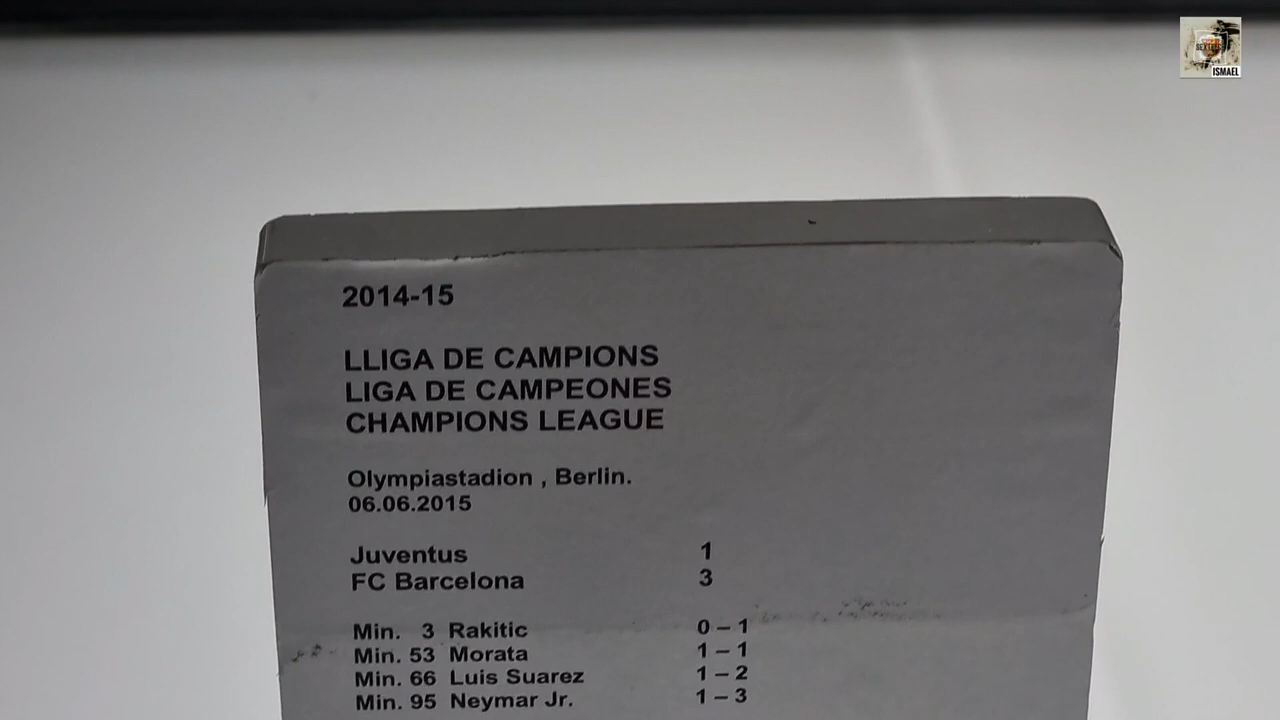 ISMAEL
2014-15
LLIGA DE CAMPIONS
LIGA DE CAMPEONES
CHAMPIONS LEAGUE
Olympiastadion , Berlin.
06.06.2015
Juventus 1
FC Barcelona 3
Min. 3 Rakitic 0 – 1
Min. 53 Morata 1 – 1
Min. 66 Luis Suarez 1 – 2
Min. 95 Neymar Jr. 1 – 3